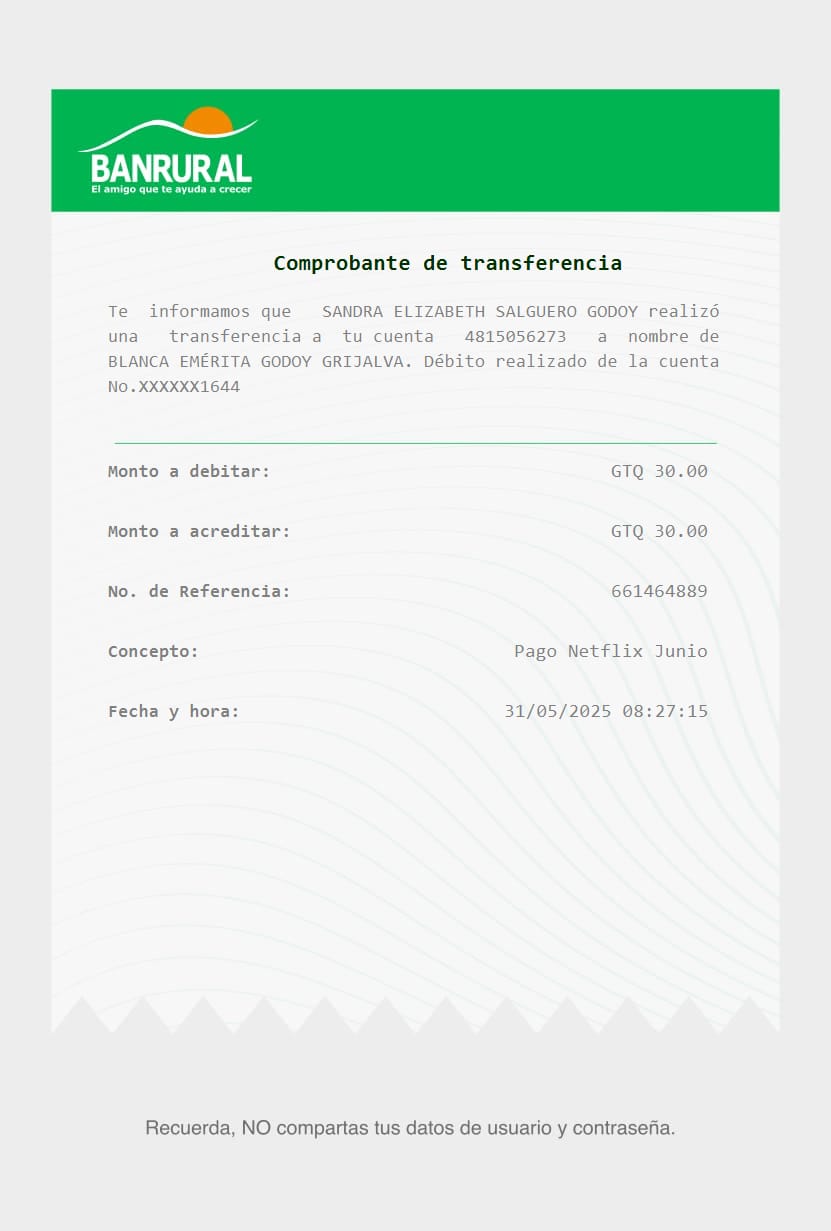 BANRURAL
El amigo que te ayuda a crecer
Comprobante de transferencia
Te informamos que SANDRA ELIZABETH SALGUERO GODOY realizó
una transferencia a tu cuenta 4815056273 a nombre de
BLANCA EMÉRITA GODOY GRIJALVA. Débito realizado de la cuenta
No.XXXXXX1644
Monto a debitar: GTQ 30.00
Monto a acreditar: GTQ 30.00
No. de Referencia: 661464889
Concepto: Pago Netflix Junio
Fecha y hora: 31/05/2025 08:27:15
Recuerda, NO compartas tus datos de usuario y contraseña.